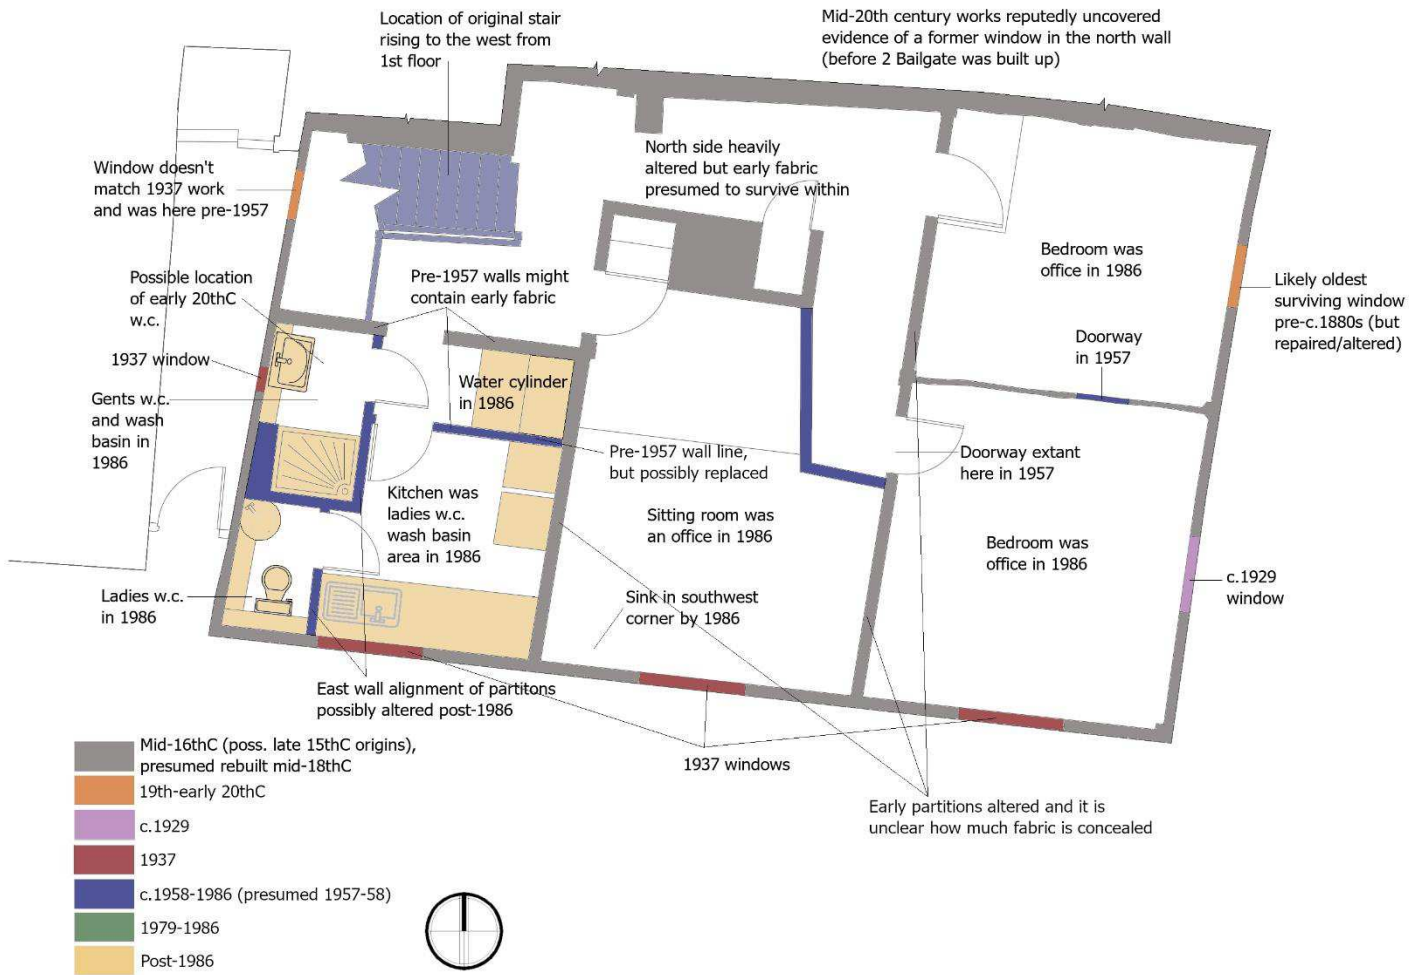 Location of original stair
rising to the west from
1st floor
Mid-20th century works reputedly uncovered
evidence of a former window in the north wall
(before 2 Bailgate was built up)
Window doesn't
match 1937 work
and was here pre-1957
North side heavily
altered but early fabric
presumed to survive within
Bedroom was
office in 1986
Likely oldest
surviving window
pre-c.1880s (but
repaired/altered)
Possible location
of early 20thC
w.c.
Pre-1957 walls might
contain early fabric
Doorway
in 1957
1937 window
Gents w.c.
and wash
basin in
1986
Water cylinder
in 1986
Pre-1957 wall line,
but possibly replaced
Doorway extant
here in 1957
Kitchen was
ladies w.c.
wash basin
area in 1986
Sitting room was
an office in 1986
Bedroom was
office in 1986
c.1929
window
Ladies w.c.
in 1986
Sink in southwest
corner by 1986
East wall alignment of partitons
possibly altered post-1986
1937 windows
Early partitions altered and it is
unclear how much fabric is concealed
Mid-16thC (poss. late 15thC origins),
presumed rebuilt mid-18thC
19th-early 20thC
c.1929
1937
c.1958-1986 (presumed 1957-58)
1979-1986
Post-1986